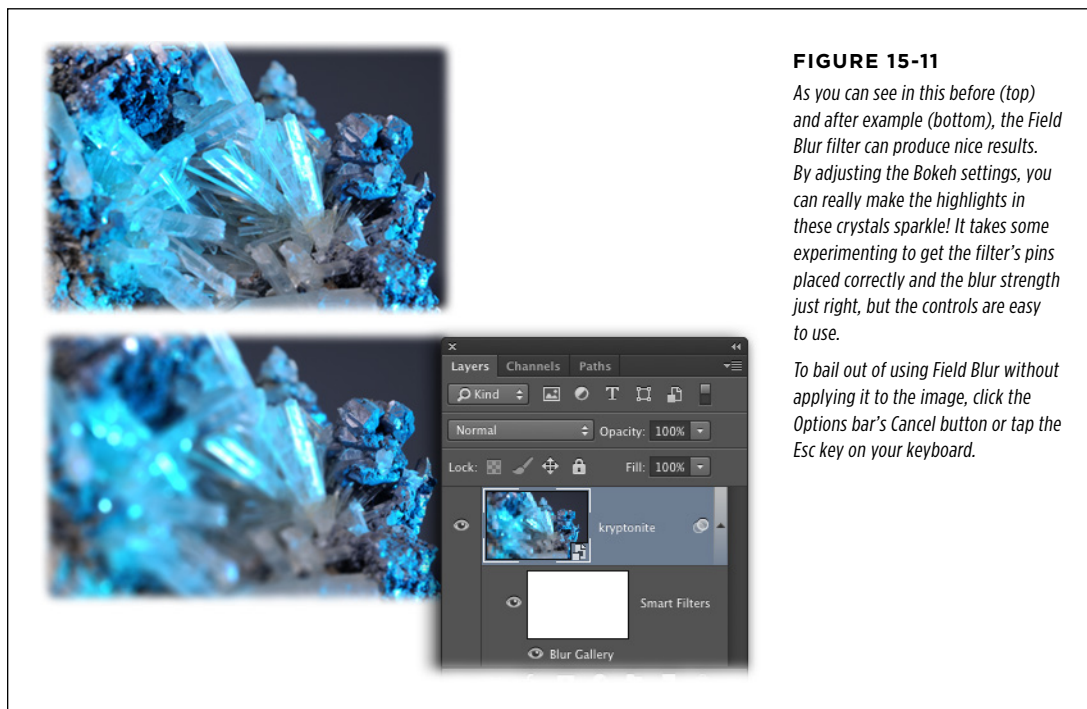 FIGURE 15-11
As you can see in this before (top)
and after example (bottom), the Field
Blur filter can produce nice results.
By adjusting the Bokeh settings, you
can really make the highlights in
these crystals sparkle! It takes some
experimenting to get the filter’s pins
placed correctly and the blur strength
just right, but the controls are easy
to use.
To bail out of using Field Blur without
applying it to the image, click the
Options bar’s Cancel button or tap the
Esc key on your keyboard.
Layers Channels Paths
Kind
Normal Opacity: 100%
Lock: Fill: 100%
kryptonite
Smart Filters
Blur Gallery